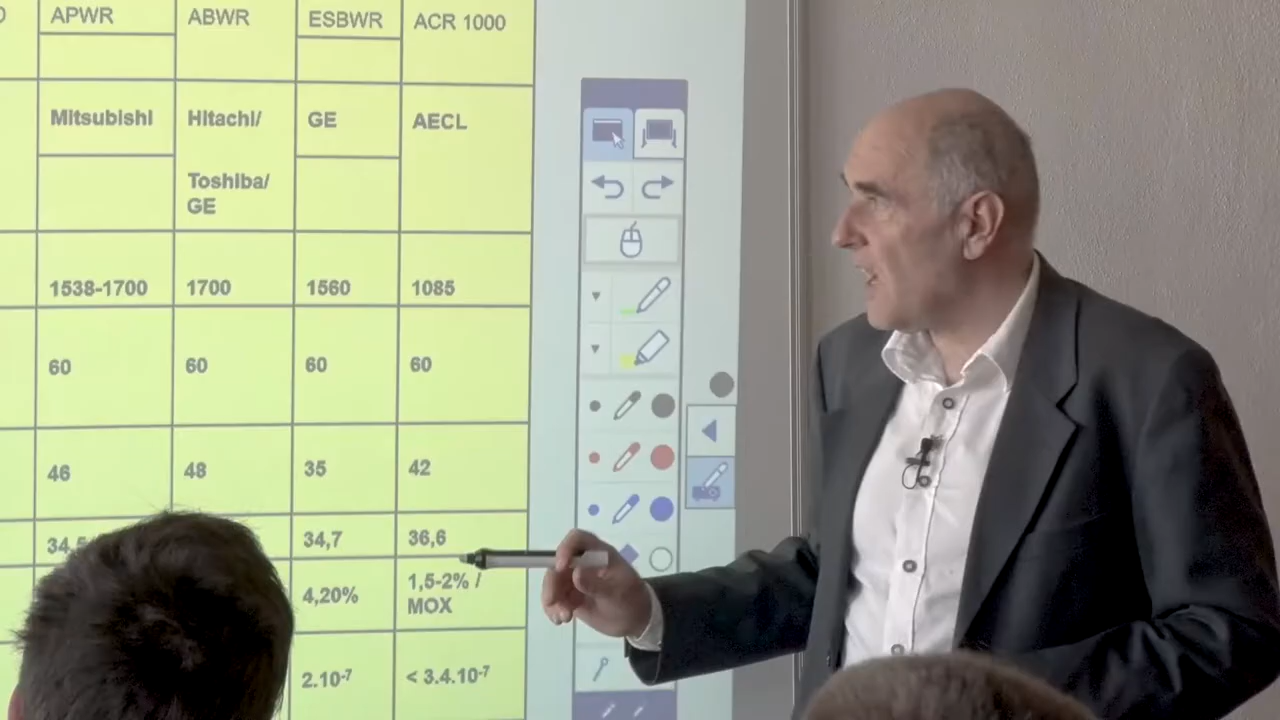 APWR ABWR ESBWR ACR 1000
Mitsubishi Hitachi/ GE AECL
Toshiba/
GE
1538-1700 1700 1560 1085
60 60 60 60
46 48 35 42
34,7 36,6
4,20% 1,5-2% /
MOX
2.10-7 < 3.4.10-7